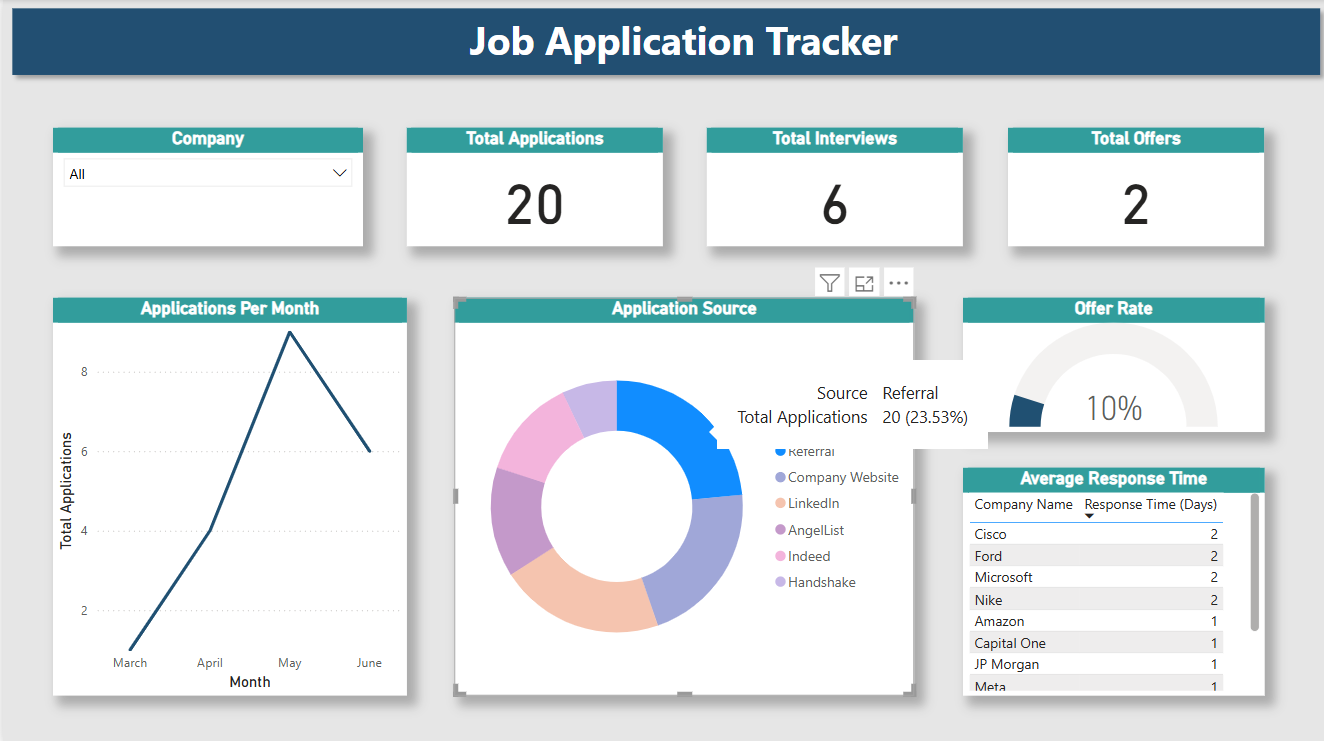 Job Application Tracker
Company
All
Total Applications
20
Total Interviews
6
Total Offers
2
Applications Per Month
Total Applications
8
6
4
2
March April May June
Month
Application Source
Source Referral
Total Applications 20 (23.53%)
Referral
Company Website
LinkedIn
AngelList
Indeed
Handshake
Offer Rate
10%
Average Response Time
Company Name Response Time (Days)
Cisco 2
Ford 2
Microsoft 2
Nike 2
Amazon 1
Capital One 1
JP Morgan 1
Meta 1